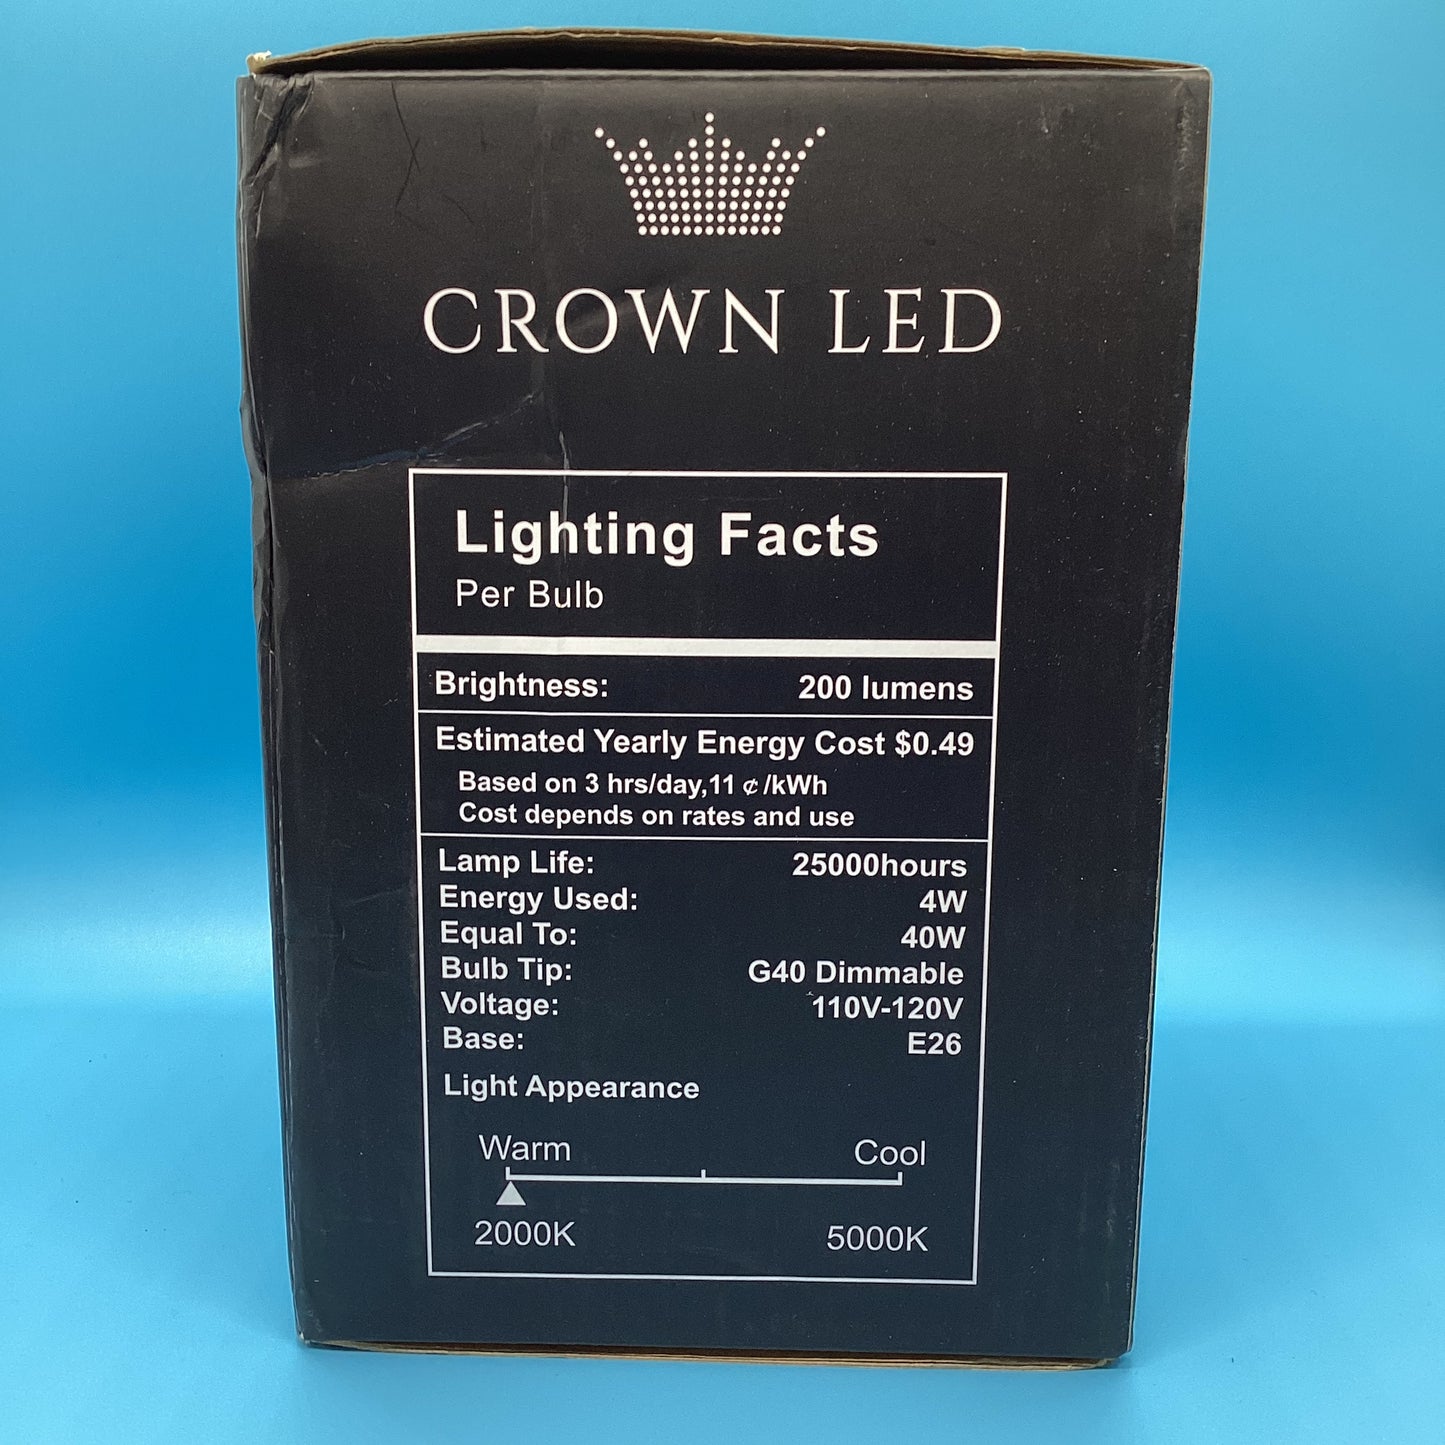 CROWN LED
Lighting Facts
Per Bulb
Brightness: 200 lumens
Estimated Yearly Energy Cost $0.49
Based on 3 hrs/day,11 ¢/kWh
Cost depends on rates and use
Lamp Life: 25000hours
Energy Used: 4W
Equal To: 40W
Bulb Tip: G40 Dimmable
Voltage: 110V-120V
Base: E26
Light Appearance
Warm Cool
2000K 5000K